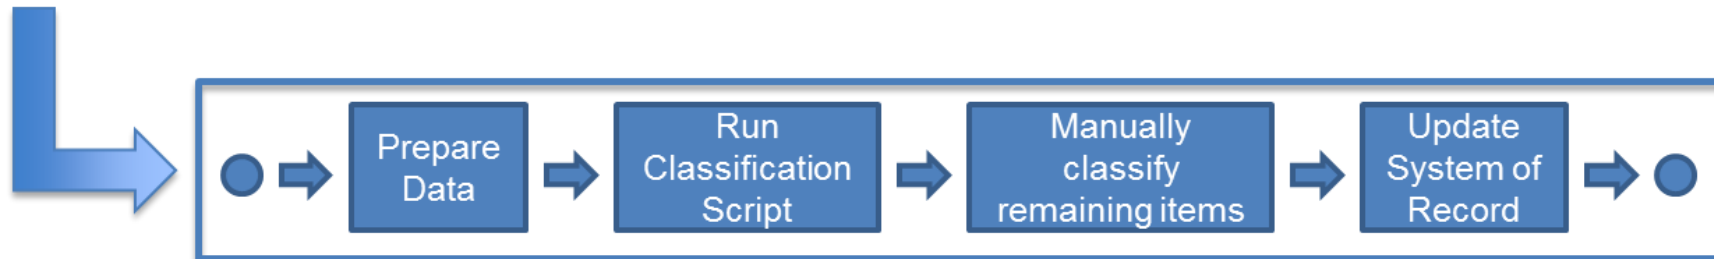 Prepare
Data
Run
Classification
Script
Manually
classify
remaining items
Update
System of
Record